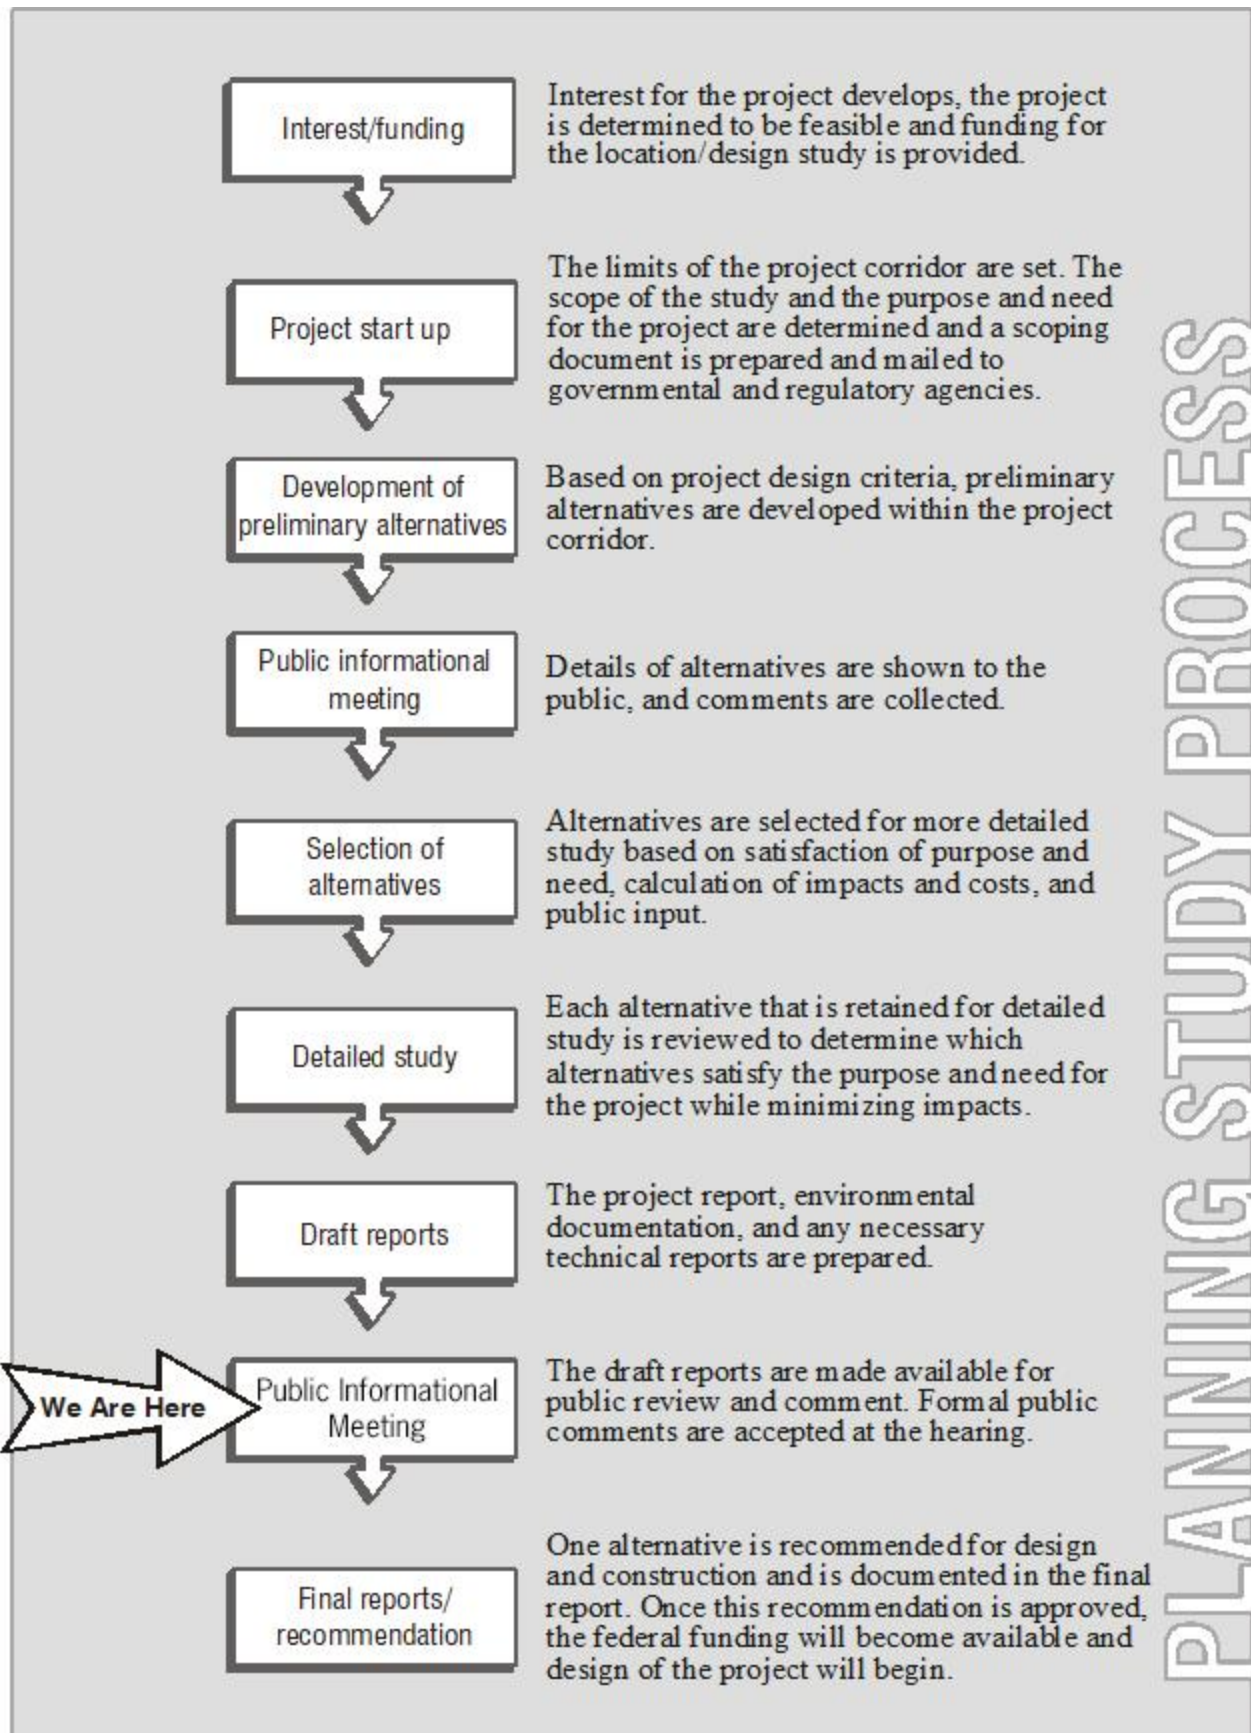 Interest/funding
Interest for the project develops, the project
is determined to be feasible and funding for
the location/design study is provided.
Project start up
The limits of the project corridor are set. The
scope of the study and the purpose and need
for the project are determined and a scoping
document is prepared and mailed to
governmental and regulatory agencies.
Development of
preliminary alternatives
Based on project design criteria, preliminary
alternatives are developed within the project
corridor.
Public informational
meeting
Details of alternatives are shown to the
public, and comments are collected.
Selection of
alternatives
Alternatives are selected for more detailed
study based on satisfaction of purpose and
need, calculation of impacts and costs, and
public input.
Detailed study
Each alternative that is retained for detailed
study is reviewed to determine which
alternatives satisfy the purpose and need for
the project while minimizing impacts.
Draft reports
The project report, environmental
documentation, and any necessary
technical reports are prepared.
We Are Here
Public Informational
Meeting
The draft reports are made available for
public review and comment. Formal public
comments are accepted at the hearing.
Final reports/
recommendation
One alternative is recommended for design
and construction and is documented in the final
report. Once this recommendation is approved,
the federal funding will become available and
design of the project will begin.
PLANNING STUDY PROCESS